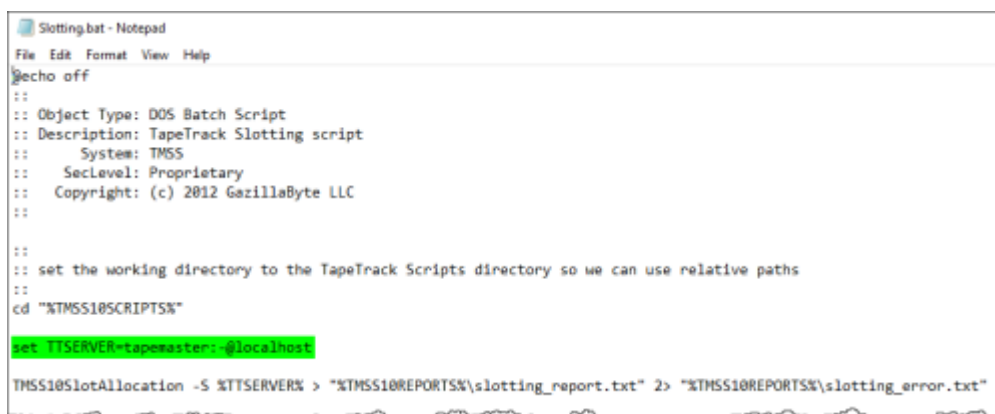 Slotting.bat - Notepad
File Edit Format View Help
@echo off
::
:: Object Type: DOS Batch Script
:: Description: TapeTrack Slotting script
::      System: TMSS
::    SecLevel: Proprietary
::   Copyright: (c) 2012 GazillaByte LLC
::
::
:: set the working directory to the TapeTrack Scripts directory so we can use relative paths
::
cd "%TMSS10SCRIPTS%"
set TTSERVER=tapemaster:-@localhost
TMSS10SlotAllocation -S %TTSERVER% > "%TMSS10REPORTS%\slotting_report.txt" 2> "%TMSS10REPORTS%\slotting_error.txt"